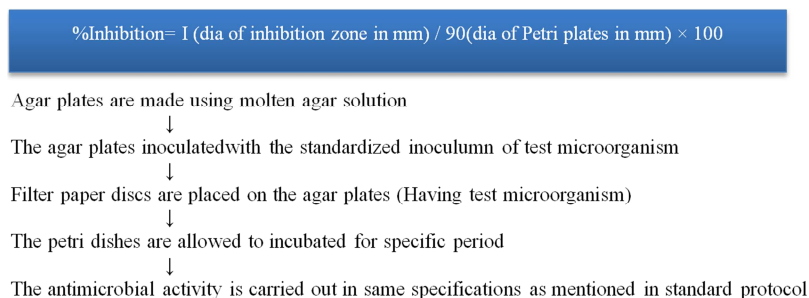 %Inhibition= I (dia of inhibition zone in mm) / 90(dia of Petri plates in mm) × 100
Agar plates are made using molten agar solution
↓
The agar plates inoculatedwith the standardized inoculumn of test microorganism
↓
Filter paper discs are placed on the agar plates (Having test microorganism)
↓
The petri dishes are allowed to incubated for specific period
↓
The antimicrobial activity is carried out in same specifications as mentioned in standard protocol